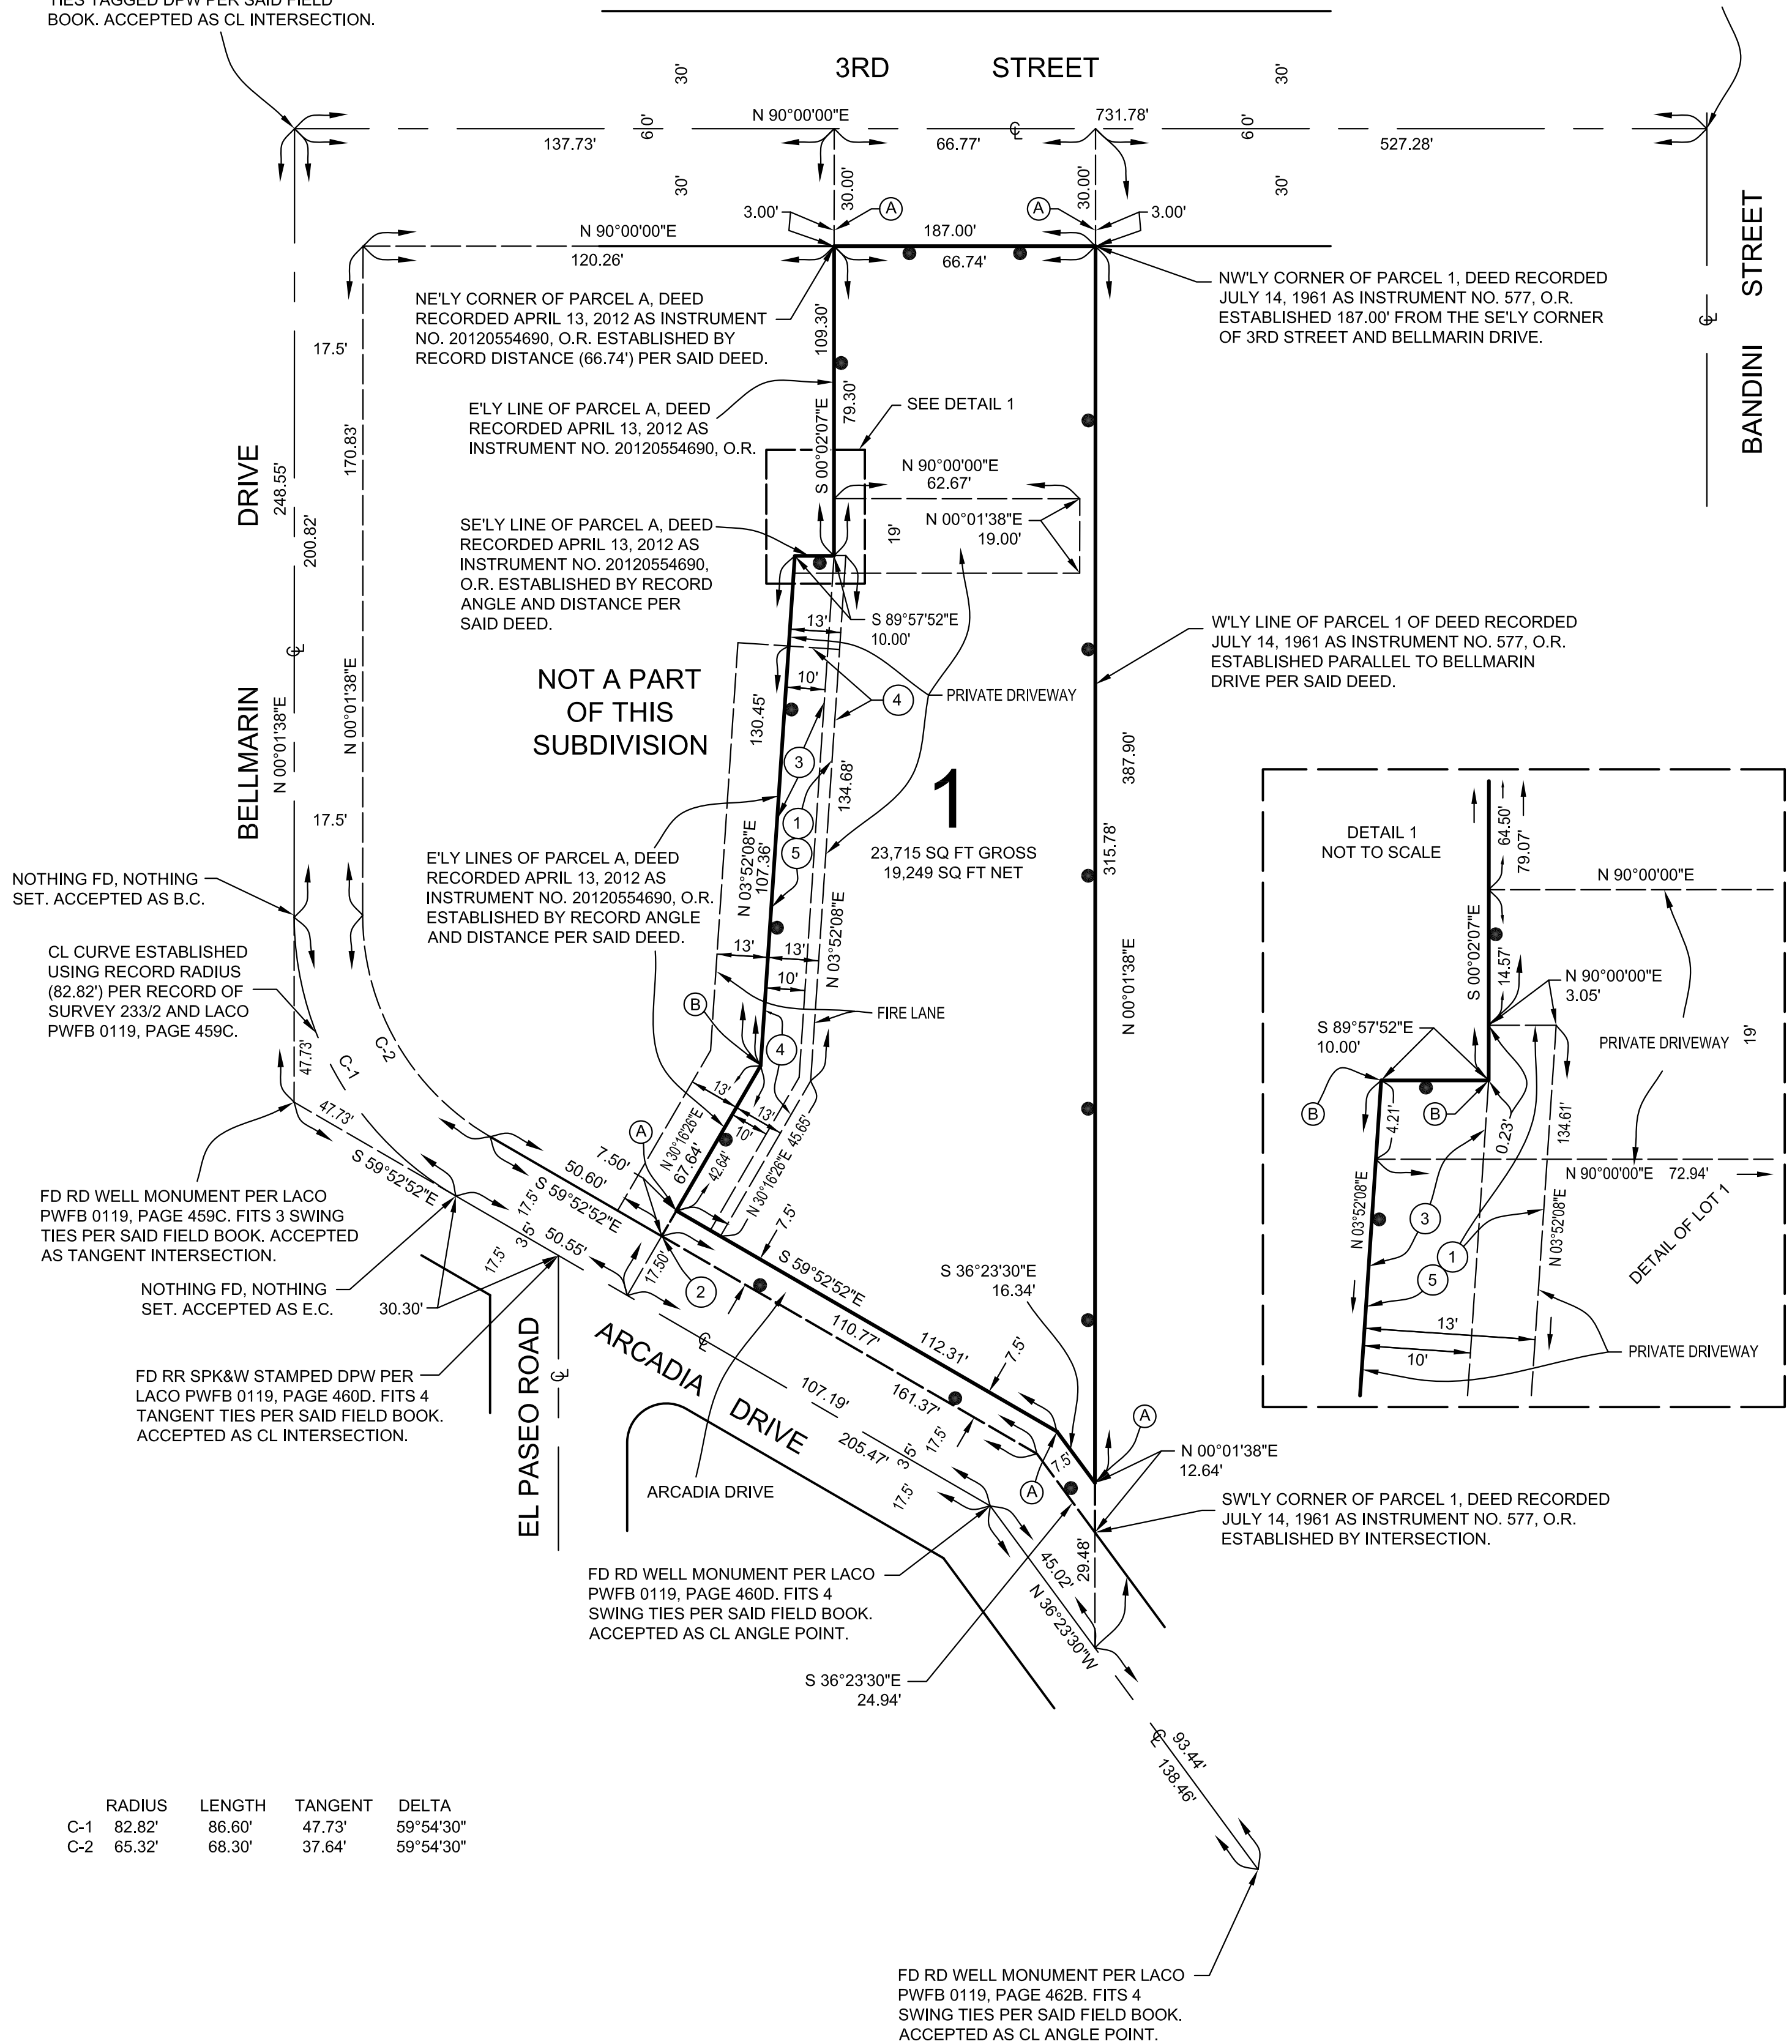 TIES TAGGED DPW PER SAID FIELD
BOOK. ACCEPTED AS CL INTERSECTION.
3RD STREET
30'
30'
N 90°00'00"E
731.78'
60'
60'
137.73'
66.77'
527.28'
30'
30'
30.00'
30.00'
3.00'
A
A
3.00'
N 90°00'00"E
187.00'
120.26'
66.74'
NE'LY CORNER OF PARCEL A, DEED
RECORDED APRIL 13, 2012 AS INSTRUMENT
NO. 20120554690, O.R. ESTABLISHED BY
RECORD DISTANCE (66.74') PER SAID DEED.
NW'LY CORNER OF PARCEL 1, DEED RECORDED
JULY 14, 1961 AS INSTRUMENT NO. 577, O.R.
ESTABLISHED 187.00' FROM THE SE'LY CORNER
OF 3RD STREET AND BELLMARIN DRIVE.
BANDINI STREET
109.30'
79.30'
S 00°02'07"E
17.5'
E'LY LINE OF PARCEL A, DEED
RECORDED APRIL 13, 2012 AS
INSTRUMENT NO. 20120554690, O.R.
SEE DETAIL 1
N 90°00'00"E
62.67'
N 00°01'38"E
19.00'
19'
BELLMARIN DRIVE
248.55'
200.82'
170.83'
N 00°01'38"E
N 00°01'38"E
SE'LY LINE OF PARCEL A, DEED
RECORDED APRIL 13, 2012 AS
INSTRUMENT NO. 20120554690,
O.R. ESTABLISHED BY RECORD
ANGLE AND DISTANCE PER
SAID DEED.
13'
S 89°57'52"E
10.00'
W'LY LINE OF PARCEL 1 OF DEED RECORDED
JULY 14, 1961 AS INSTRUMENT NO. 577, O.R.
ESTABLISHED PARALLEL TO BELLMARIN
DRIVE PER SAID DEED.
NOT A PART
OF THIS
SUBDIVISION
10'
4
PRIVATE DRIVEWAY
130.45'
3
134.68'
1
5
1
23,715 SQ FT GROSS
19,249 SQ FT NET
387.90'
315.78'
N 00°01'38"E
17.5'
E'LY LINES OF PARCEL A, DEED
RECORDED APRIL 13, 2012 AS
INSTRUMENT NO. 20120554690, O.R.
ESTABLISHED BY RECORD ANGLE
AND DISTANCE PER SAID DEED.
N 03°52'08"E
107.36'
N 03°52'08"E
13'
13'
10'
FIRE LANE
B
4
NOTHING FD, NOTHING
SET. ACCEPTED AS B.C.
CL CURVE ESTABLISHED
USING RECORD RADIUS
(82.82') PER RECORD OF
SURVEY 233/2 AND LACO
PWFB 0119, PAGE 459C.
47.73'
C-1
C-2
47.73'
S 59°52'52"E
13'
13'
10'
A
7.50'
N 30°16'26"E
67.64'
42.64'
N 30°16'26"E 45.65'
50.60'
S 59°52'52"E
FD RD WELL MONUMENT PER LACO
PWFB 0119, PAGE 459C. FITS 3 SWING
TIES PER SAID FIELD BOOK. ACCEPTED
AS TANGENT INTERSECTION.
17.5'
35'
17.5'
50.55'
17.50'
2
7.5'
S 59°52'52"E
NOTHING FD, NOTHING
SET. ACCEPTED AS E.C.
30.30'
FD RR SPK&W STAMPED DPW PER
LACO PWFB 0119, PAGE 460D. FITS 4
TANGENT TIES PER SAID FIELD BOOK.
ACCEPTED AS CL INTERSECTION.
EL PASEO ROAD
ARCADIA DRIVE
110.77'
112.31'
7.5'
107.19'
161.37'
205.47'
35'
17.5'
17.5'
ARCADIA DRIVE
S 36°23'30"E
16.34'
7.5'
A
A
N 00°01'38"E
12.64'
SW'LY CORNER OF PARCEL 1, DEED RECORDED
JULY 14, 1961 AS INSTRUMENT NO. 577, O.R.
ESTABLISHED BY INTERSECTION.
FD RD WELL MONUMENT PER LACO
PWFB 0119, PAGE 460D. FITS 4
SWING TIES PER SAID FIELD BOOK.
ACCEPTED AS CL ANGLE POINT.
45.02'
N 36°23'30"W
29.48'
S 36°23'30"E
24.94'
93.44'
138.46'
FD RD WELL MONUMENT PER LACO
PWFB 0119, PAGE 462B. FITS 4
SWING TIES PER SAID FIELD BOOK.
ACCEPTED AS CL ANGLE POINT.
DETAIL 1
NOT TO SCALE
64.50'
79.07'
N 90°00'00"E
S 00°02'07"E
14.57'
N 90°00'00"E
3.05'
S 89°57'52"E
10.00'
PRIVATE DRIVEWAY
19'
B
B
4.21'
0.23'
134.61'
N 90°00'00"E 72.94'
N 03°52'08"E
3
1
5
N 03°52'08"E
DETAIL OF LOT 1
13'
10'
PRIVATE DRIVEWAY
RADIUS LENGTH TANGENT DELTA
C-1 82.82' 86.60' 47.73' 59°54'30"
C-2 65.32' 68.30' 37.64' 59°54'30"